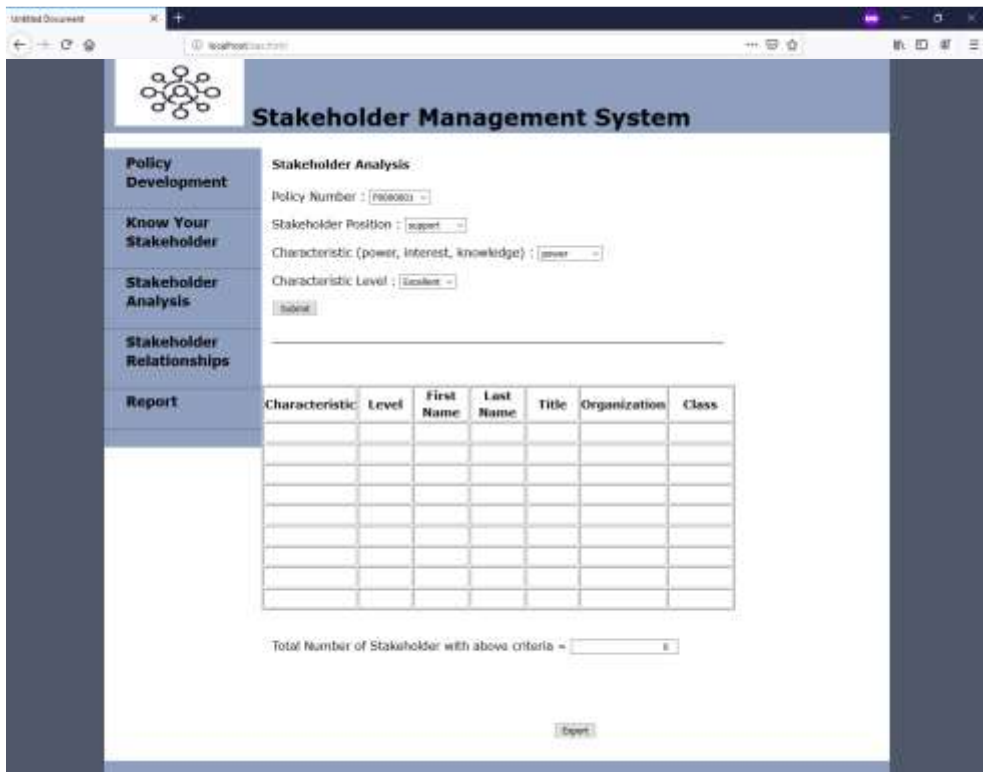 Untitled Document
Stakeholder Management System
Policy
Development
Know Your
Stakeholder
Stakeholder
Analysis
Stakeholder
Relationships
Report
Stakeholder Analysis
Policy Number :
Stakeholder Position : support
Characteristic (power, interest, knowledge) : power
Characteristic Level : Excellent
Submit
Characteristic Level First Name Last Name Title Organization Class
Total Number of Stakeholder with above criteria =
Export